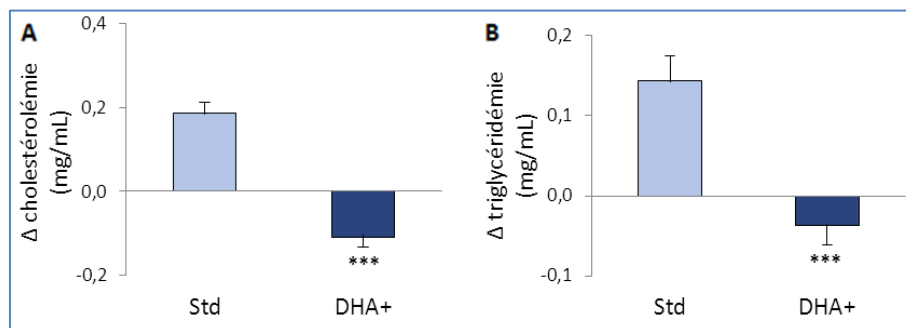 A
Δ cholestérolémie
(mg/mL)
0,4
0,2
0,0
-0,2
***
Std
DHA+
B
Δ triglycéridémie
(mg/mL)
0,2
0,1
0,0
-0,1
***
Std
DHA+